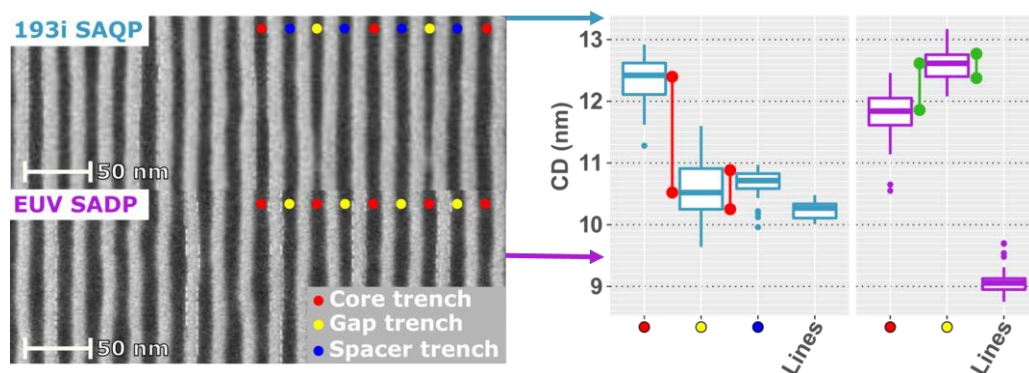 193i SAQP
50 nm
EUV SADP
Core trench
Gap trench
Spacer trench
50 nm
CD (nm)
13
12
11
10
9
Lines
Lines